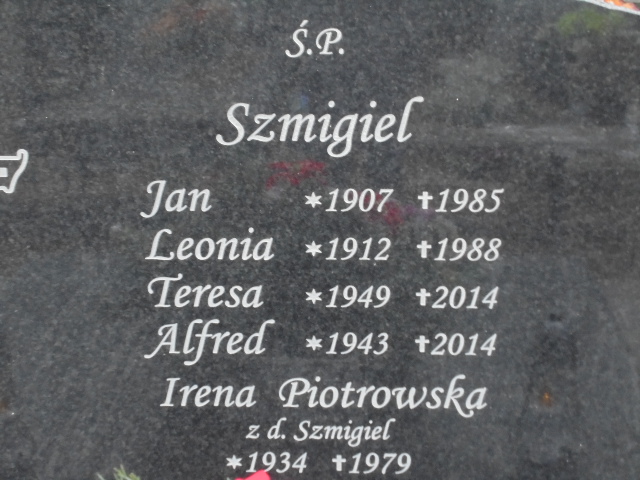 Ś.P.
Szmigiel
Jan ✶1907 ✝1985
Leonia ✶1912 ✝1988
Teresa ✶1949 ✝2014
Alfred ✶1943 ✝2014
Irena Piotrowska
z d. Szmigiel
✶1934 ✝1979